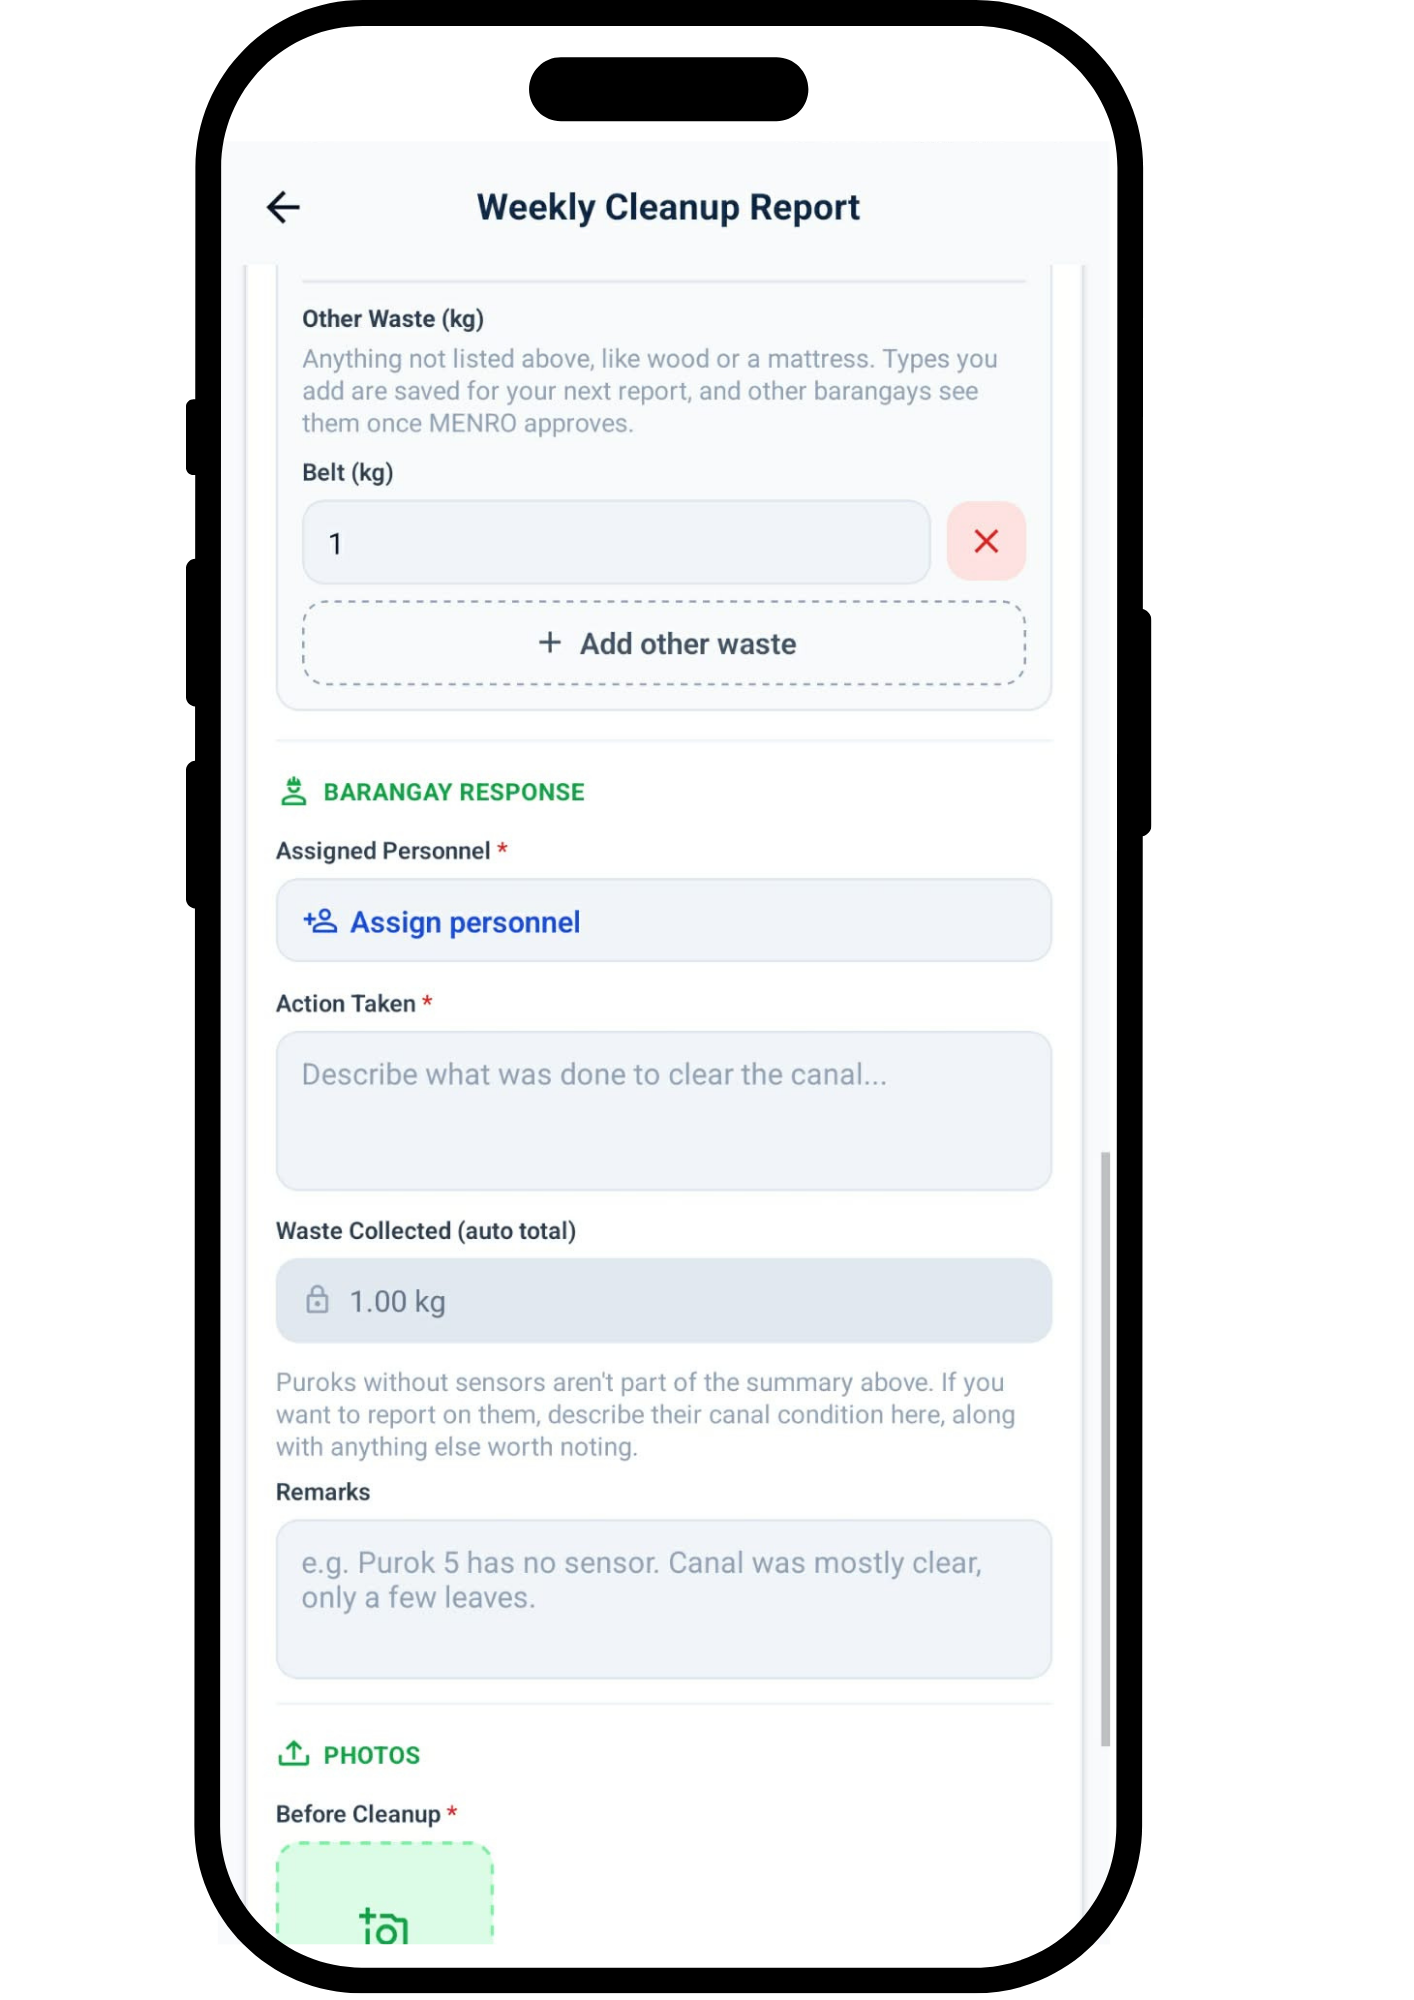 Weekly Cleanup Report
Other Waste (kg)
Anything not listed above, like wood or a mattress. Types you
add are saved for your next report, and other barangays see
them once MENRO approves.
Belt (kg)
1
+ Add other waste
BARANGAY RESPONSE
Assigned Personnel *
Assign personnel
Action Taken *
Describe what was done to clear the canal...
Waste Collected (auto total)
1.00 kg
Puroks without sensors aren't part of the summary above. If you
want to report on them, describe their canal condition here, along
with anything else worth noting.
Remarks
e.g. Purok 5 has no sensor. Canal was mostly clear,
only a few leaves.
PHOTOS
Before Cleanup *